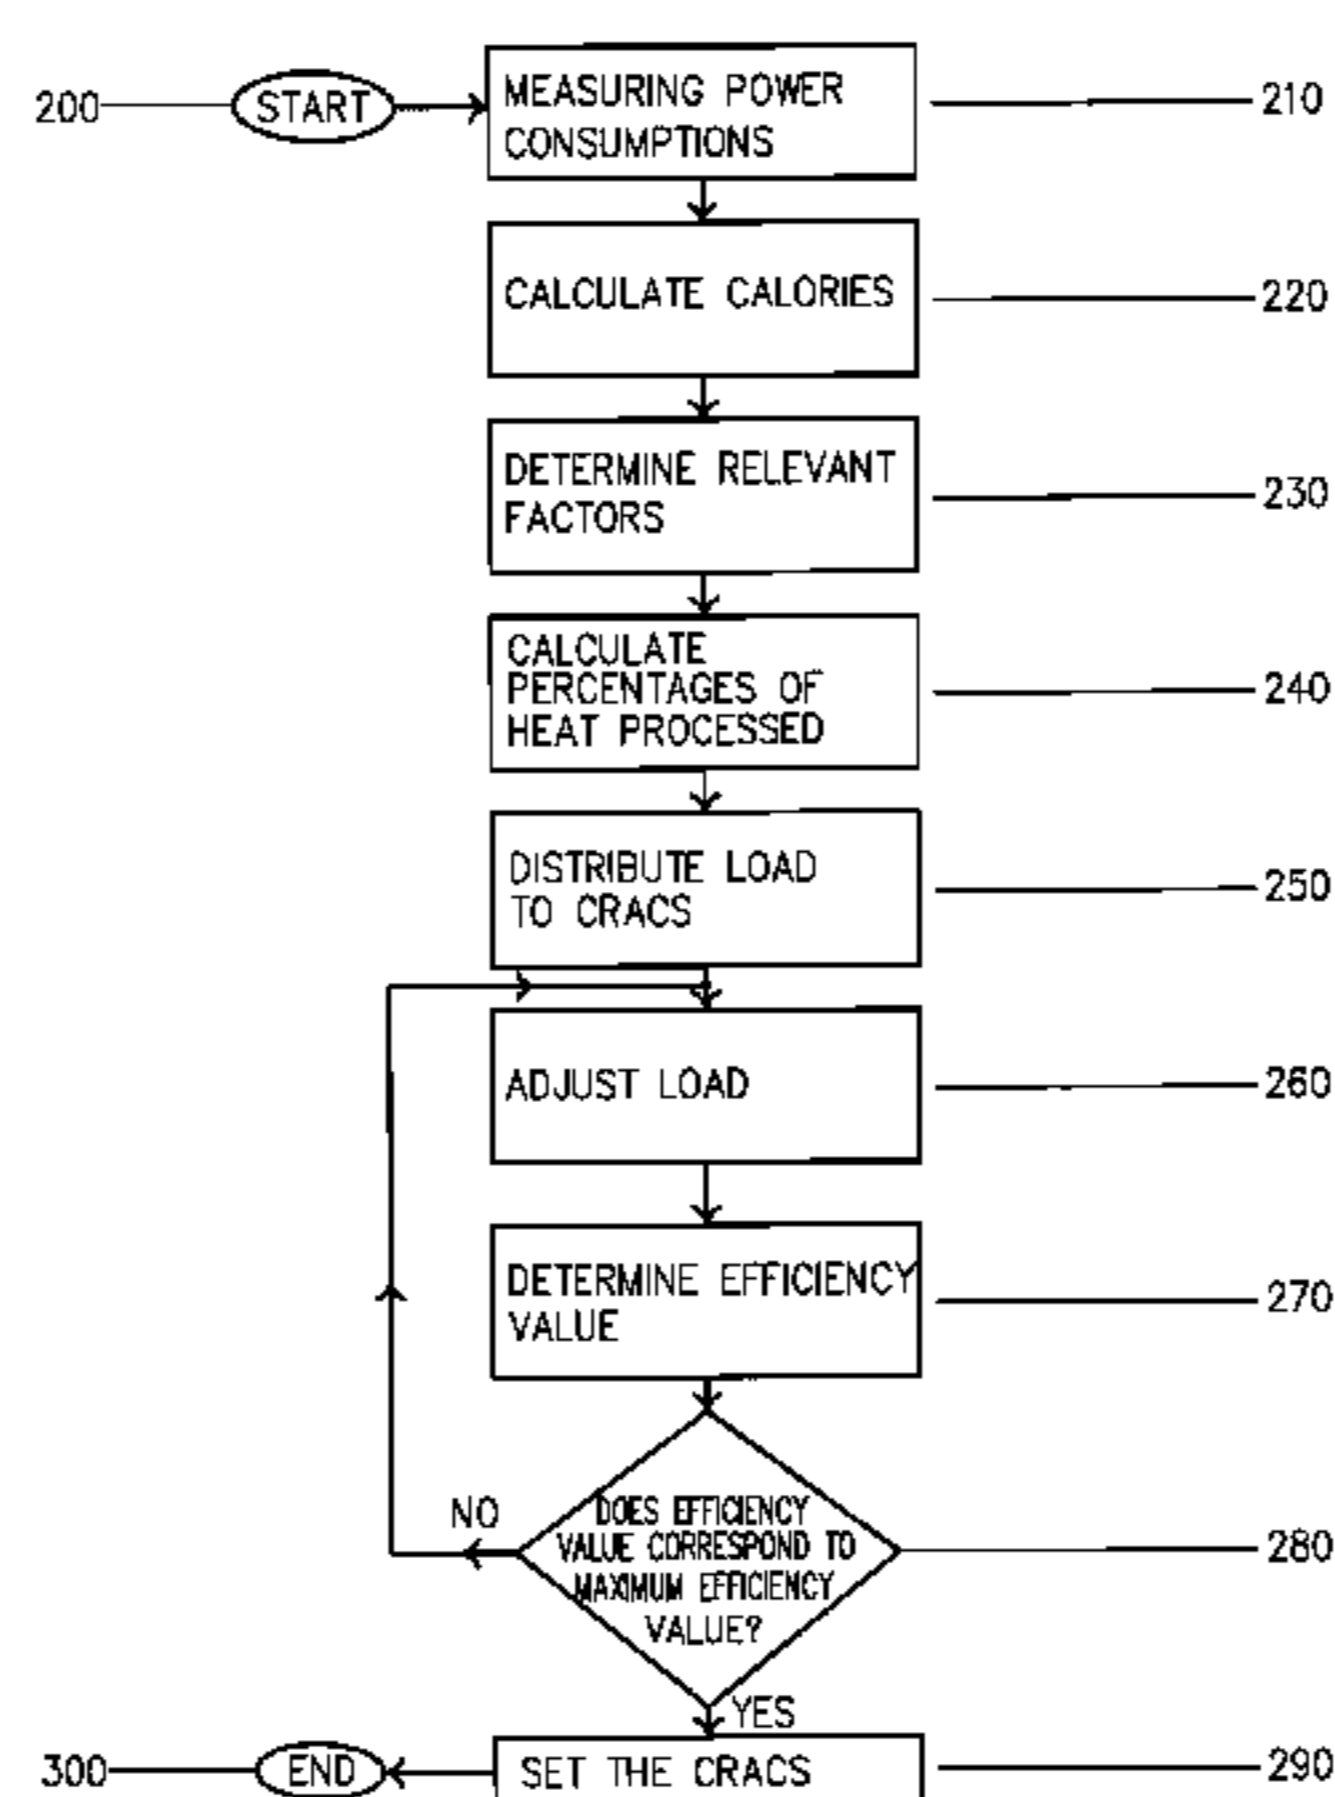 200 START MEASURING POWER 210
CONSUMPTIONS
CALCULATE CALORIES 220
DETERMINE RELEVANT
FACTORS 230
CALCULATE
PERCENTAGES OF 240
HEAT PROCESSED
DISTRIBUTE LOAD 250
TO CRACS
ADJUST LOAD 260
DETERMINE EFFICIENCY 270
VALUE
NO
DOES EFFICIENCY
VALUE CORRESPOND TO 280
MAXIMUM EFFICIENCY
VALUE?
YES
300 END SET THE CRACS 290